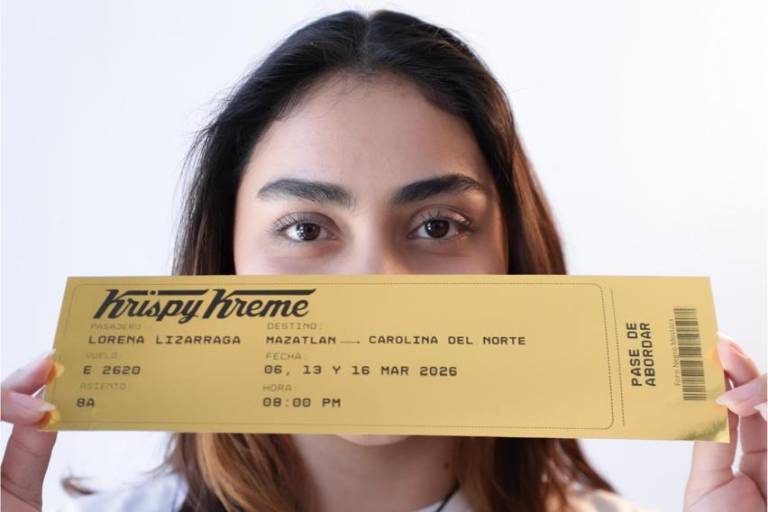 Krispy Kreme
PASAJERO:
LORENA LIZARRAGA
DESTINO:
MAZATLAN → CAROLINA DEL NORTE
VUELO:
E 2620
FECHA:
06, 13 Y 16 MAR 2026
ASIENTO:
8A
HORA:
08:00 PM
PASE DE
ABORDAR